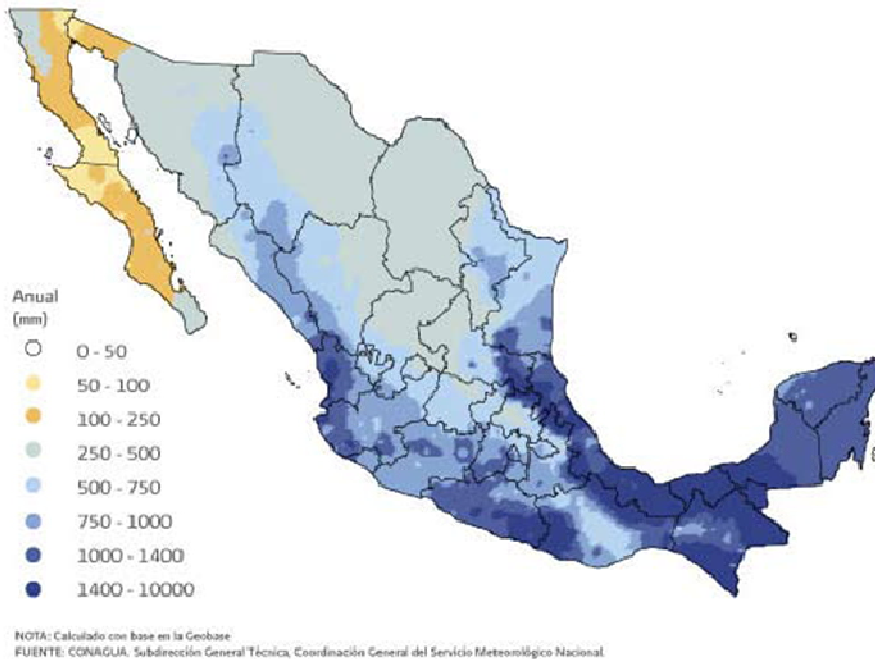 Anual
(mm)
0 - 50
50 - 100
100 - 250
250 - 500
500 - 750
750 - 1000
1000 - 1400
1400 - 10000
NOTA: Calculado con base en la Geobase
FUENTE: CONAGUA. Subdirección General Técnica, Coordinación General del Servicio Meteorológico Nacional.